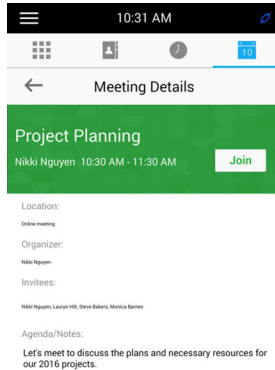 10:31 AM
10
Meeting Details
Project Planning
Nikki Nguyen 10:30 AM - 11:30 AM
Join
Location:
Online meeting
Organizer:
Nikki Nguyen
Invitees:
Nikki Nguyen, Lauryn Hilt, Steve Bakers, Monica Barnes
Agenda/Notes:
Let's meet to discuss the plans and necessary resources for
our 2016 projects.